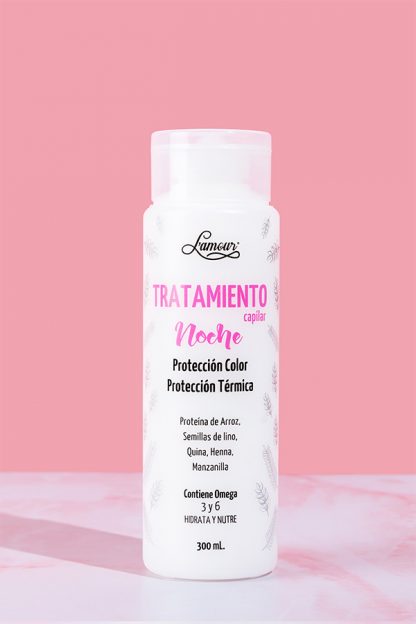 L'amour®
TRATAMIENTO
capilar
Noche
Protección Color
Protección Térmica
Proteína de Arroz,
Semillas de lino,
Quina, Henna,
Manzanilla
Contiene Omega
3 y 6
HIDRATA Y NUTRE
300 mL.